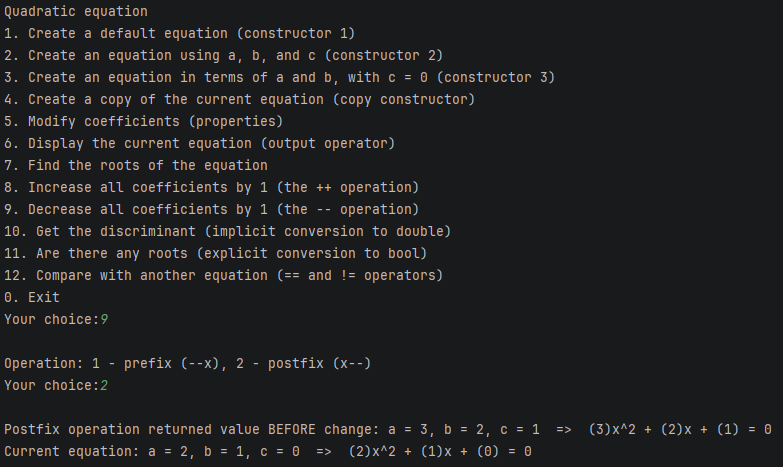 Quadratic equation
1. Create a default equation (constructor 1)
2. Create an equation using a, b, and c (constructor 2)
3. Create an equation in terms of a and b, with c = 0 (constructor 3)
4. Create a copy of the current equation (copy constructor)
5. Modify coefficients (properties)
6. Display the current equation (output operator)
7. Find the roots of the equation
8. Increase all coefficients by 1 (the ++ operation)
9. Decrease all coefficients by 1 (the -- operation)
10. Get the discriminant (implicit conversion to double)
11. Are there any roots (explicit conversion to bool)
12. Compare with another equation (== and != operators)
0. Exit
Your choice:9
Operation: 1 - prefix (--x), 2 - postfix (x--)
Your choice:2
Postfix operation returned value BEFORE change: a = 3, b = 2, c = 1  =>  (3)x^2 + (2)x + (1) = 0
Current equation: a = 2, b = 1, c = 0  =>  (2)x^2 + (1)x + (0) = 0